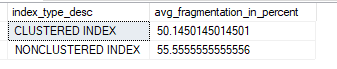 index_type_desc avg_fragmentation_in_percent
CLUSTERED INDEX 50.1450145014501
NONCLUSTERED INDEX 55.5555555555556